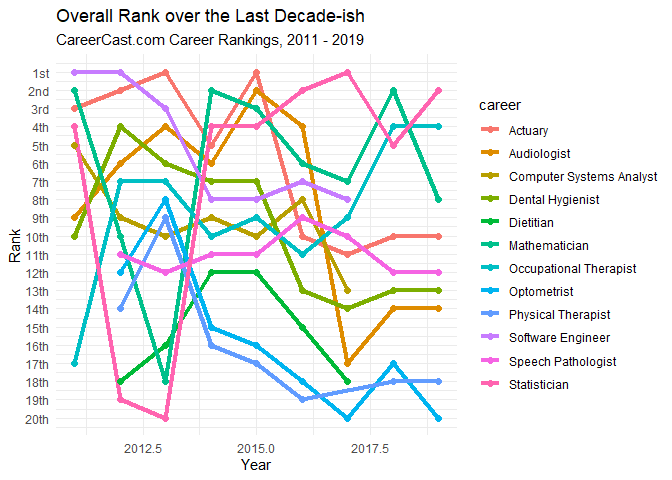 Overall Rank over the Last Decade-ish
CareerCast.com Career Rankings, 2011 - 2019
1st
2nd
3rd
4th
5th
6th
7th
8th
9th
10th
11th
12th
13th
14th
15th
16th
17th
18th
19th
20th
Rank
2012.5
2015.0
2017.5
Year
career
Actuary
Audiologist
Computer Systems Analyst
Dental Hygienist
Dietitian
Mathematician
Occupational Therapist
Optometrist
Physical Therapist
Software Engineer
Speech Pathologist
Statistician